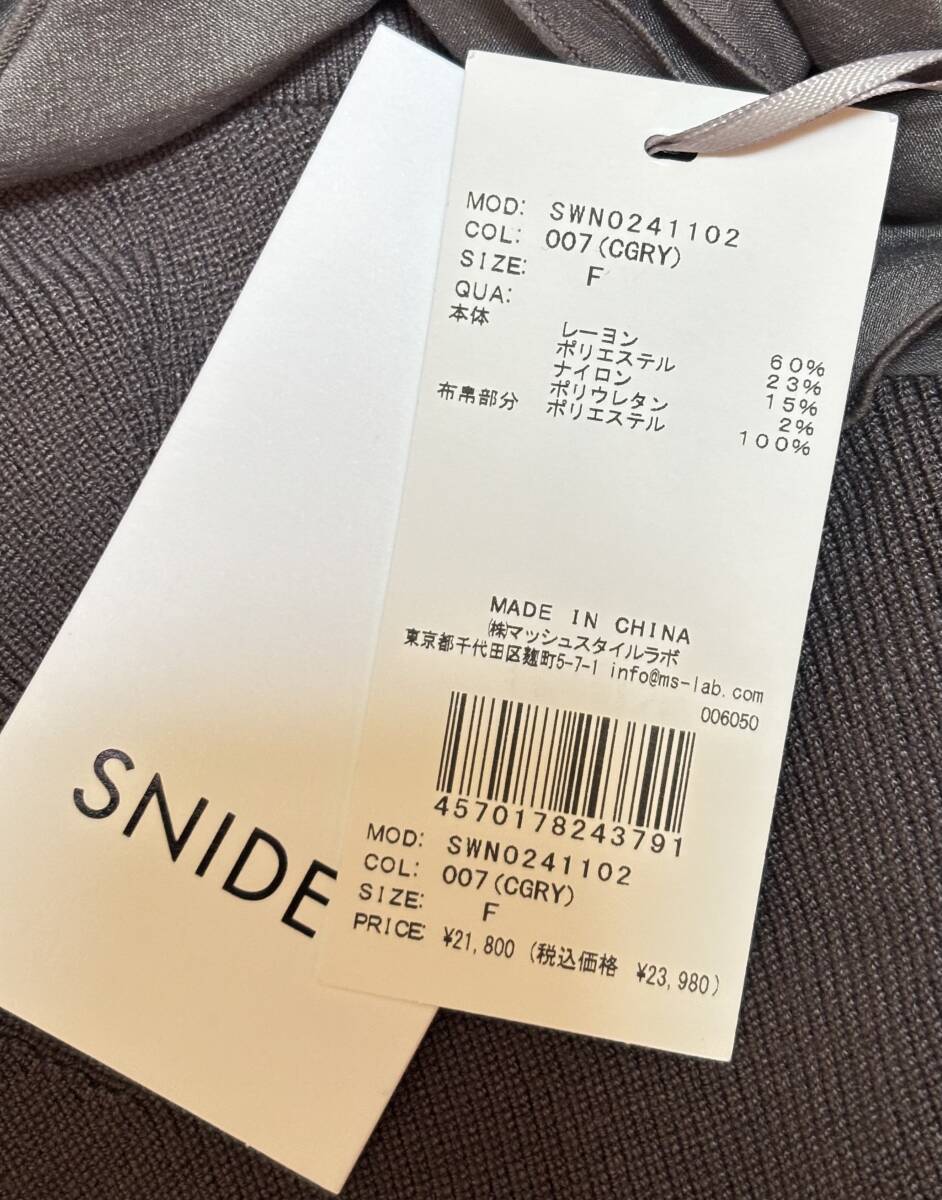 MOD: SWN0241102
COL: 007(CGRY)
SIZE: F
QUA:
本体 レーヨン 60%
ポリエステル 23%
ナイロン 15%
ポリウレタン 2%
布帛部分 ポリエステル 100%
MADE IN CHINA
㈱マッシュスタイルラボ
東京都千代田区麹町5-7-1 info@ms-lab.com
006050
4570178243791
MOD: SWN0241102
COL: 007(CGRY)
SIZE: F
PRICE: ¥21,800 (税込価格 ¥23,980)
SNIDE